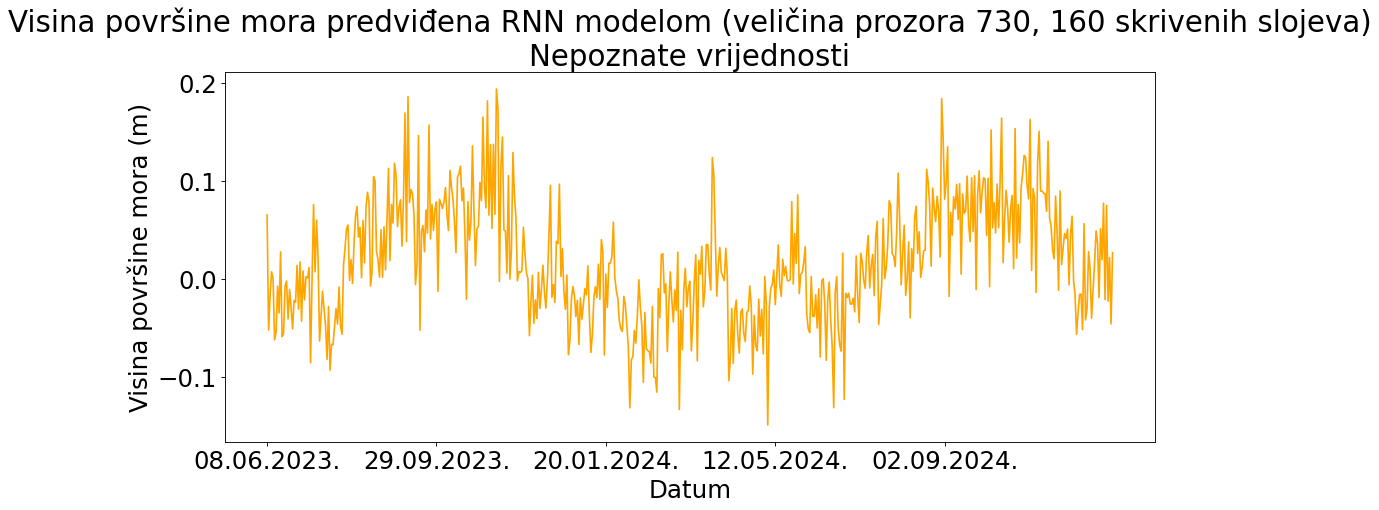 Visina površine mora predviđena RNN modelom (veličina prozora 730, 160 skrivenih slojeva)
Nepoznate vrijednosti
Visina površine mora (m)
0.2
0.1
0.0
−0.1
08.06.2023. 29.09.2023. 20.01.2024. 12.05.2024. 02.09.2024.
Datum